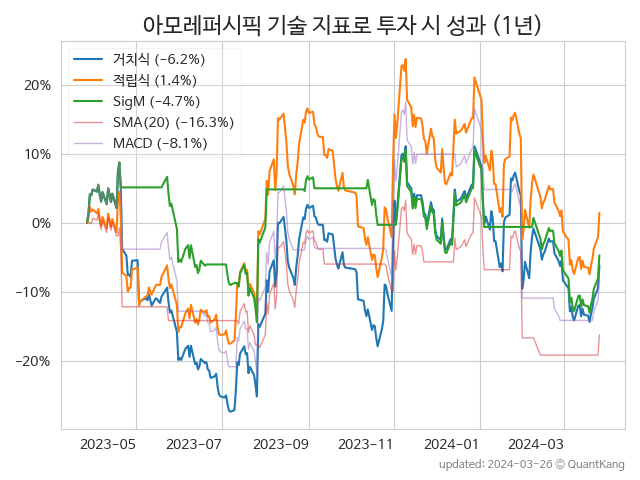 아모레퍼시픽 기술 지표로 투자 시 성과 (1년)
거치식 (−6.2%)
적립식 (1.4%)
SigM (−4.7%)
SMA(20) (−16.3%)
MACD (−8.1%)
20%
10%
0%
−10%
−20%
2023-05 2023-07 2023-09 2023-11 2024-01 2024-03
updated: 2024-03-26 © QuantKang